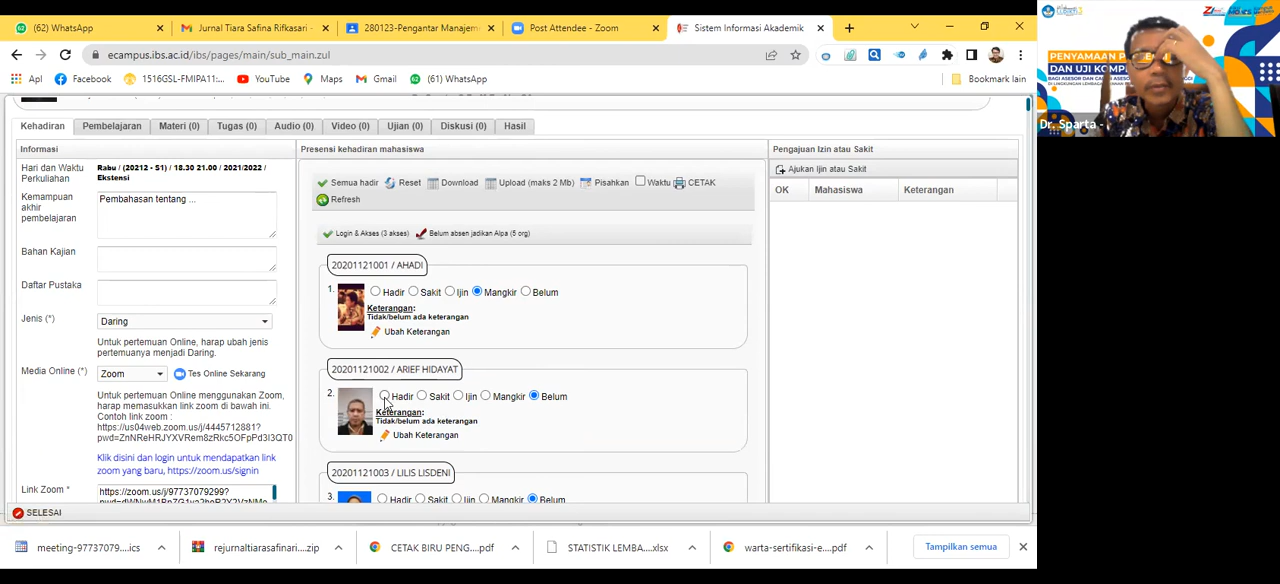 (62) WhatsApp
Jurnal Tiara Safina Rifkasari -
280123-Pengantar Manajem
Post Attendee - Zoom
Sistem Informasi Akademik
ecampus.ibs.ac.id/ibs/pages/main/sub_main.zul
Apl
Facebook
1516GSL-FMIPA11:...
YouTube
Maps
Gmail
(61) WhatsApp
Bookmark lain
Kehadiran
Pembelajaran
Materi (0)
Tugas (0)
Audio (0)
Video (0)
Ujian (0)
Diskusi (0)
Hasil
Informasi
Hari dan Waktu Perkuliahan
Rabu / (20212 - S1) / 18.30 21.00 / 2021/2022 /
Ekstensi
Kemampuan akhir pembelajaran
Pembahasan tentang ...
Bahan Kajian
Daftar Pustaka
Jenis (*)
Daring
Untuk pertemuan Online, harap ubah jenis
pertemuanya menjadi Daring.
Media Online (*)
Zoom
Tes Online Sekarang
Untuk pertemuan Online menggunakan Zoom,
harap memasukkan link zoom di bawah ini.
Contoh link zoom :
https://us04web.zoom.us/j/4445712881?
pwd=ZnNReHRJYXVRem8zRkc5OFpPd3I3QT0
Klik disini dan login untuk mendapatkan link
zoom yang baru, https://zoom.us/signin
Link Zoom *
https://zoom.us/j/97737079299?
Presensi kehadiran mahasiswa
Semua hadir
Reset
Download
Upload (maks 2 Mb)
Pisahkan
Waktu
CETAK
Refresh
Login & Akses (3 akses)
Belum absen jadikan Alpa (5 org)
20201121001 / AHADI
1.
Hadir
Sakit
Ijin
Mangkir
Belum
Keterangan:
Tidak/belum ada keterangan
Ubah Keterangan
20201121002 / ARIEF HIDAYAT
2.
Hadir
Sakit
Ijin
Mangkir
Belum
Keterangan:
Tidak/belum ada keterangan
Ubah Keterangan
20201121003 / LILIS LISDENI
3.
Hadir
Sakit
Ijin
Mangkir
Belum
Pengajuan Izin atau Sakit
Ajukan Ijin atau Sakit
OK
Mahasiswa
Keterangan
SELESAI
meeting-97737079....ics
rejurnaltiarasafinari....zip
CETAK BIRU PENG....pdf
STATISTIK LEMBA....xlsx
warta-sertifikasi-e....pdf
Tampilkan semua
PENYAMAAN P
DAN UJI KOMP
Dr. Sparta -